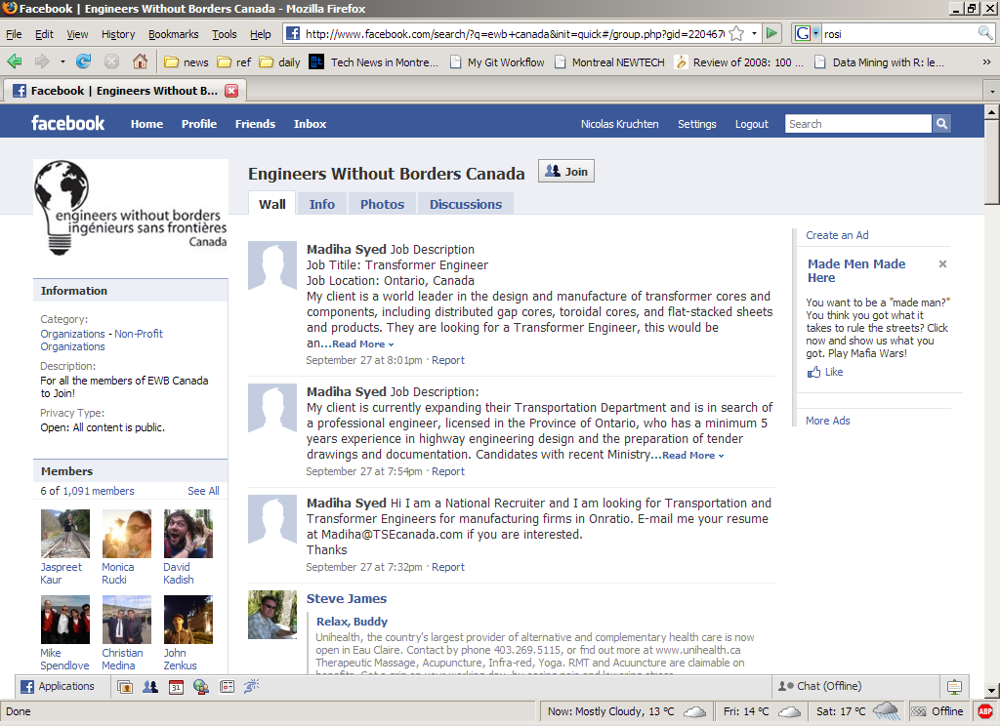 Facebook | Engineers Without Borders Canada - Mozilla Firefox
File Edit View History Bookmarks Tools Help
http://www.facebook.com/search/?q=ewb+canada&init=quick#/group.php?gid=220467
rosi
news ref daily Tech News in Montre... My Git Workflow Montreal NEWTECH Review of 2008: 100 ... Data Mining with R: le... »
Facebook | Engineers Without B...
facebook Home Profile Friends Inbox Nicolas Kruchten Settings Logout Search
engineers without borders
ingénieurs sans frontières
Canada
Engineers Without Borders Canada
Join
Wall Info Photos Discussions
Information
Category:
Organizations - Non-Profit
Organizations
Description:
For all the members of EWB Canada
to Join!
Privacy Type:
Open: All content is public.
Members
6 of 1,091 members See All
Jaspreet
Kaur
Monica
Rucki
David
Kadish
Mike
Spendlove
Christian
Medina
John
Zenkus
Madiha Syed Job Description
Job Titile: Transformer Engineer
Job Location: Ontario, Canada
My client is a world leader in the design and manufacture of transformer cores and
components, including distributed gap cores, toroidal cores, and flat-stacked sheets
and products. They are looking for a Transformer Engineer, this would be
an...Read More
September 27 at 8:01pm · Report
Madiha Syed Job Description:
My client is currently expanding their Transportation Department and is in search of
a professional engineer, licensed in the Province of Ontario, who has a minimum 5
years experience in highway engineering design and the preparation of tender
drawings and documentation. Candidates with recent Ministry...Read More
September 27 at 7:54pm · Report
Madiha Syed Hi I am a National Recruiter and I am looking for Transportation and
Transformer Engineers for manufacturing firms in Onratio. E-mail me your resume
at Madiha@TSEcanada.com if you are interested.
Thanks
September 27 at 7:32pm · Report
Steve James
Relax, Buddy
Unihealth, the country's largest provider of alternative and complementary health care is now
open in Eau Claire. Contact by phone 403.269.5115, or fnd out more at www.unihealth.ca
Therapeutic Massage, Acupuncture, Infra-red, Yoga. RMT and Acuuncture are claimable on
Create an Ad
Made Men Made
Here
You want to be a "made man?"
You think you got what it
takes to rule the streets? Click
now and show us what you
got. Play Mafia Wars!
Like
More Ads
Applications
31
Chat (Offline)
Done
Now: Mostly Cloudy, 13 °C
Fri: 14 °C
Sat: 17 °C
Offline
ABP